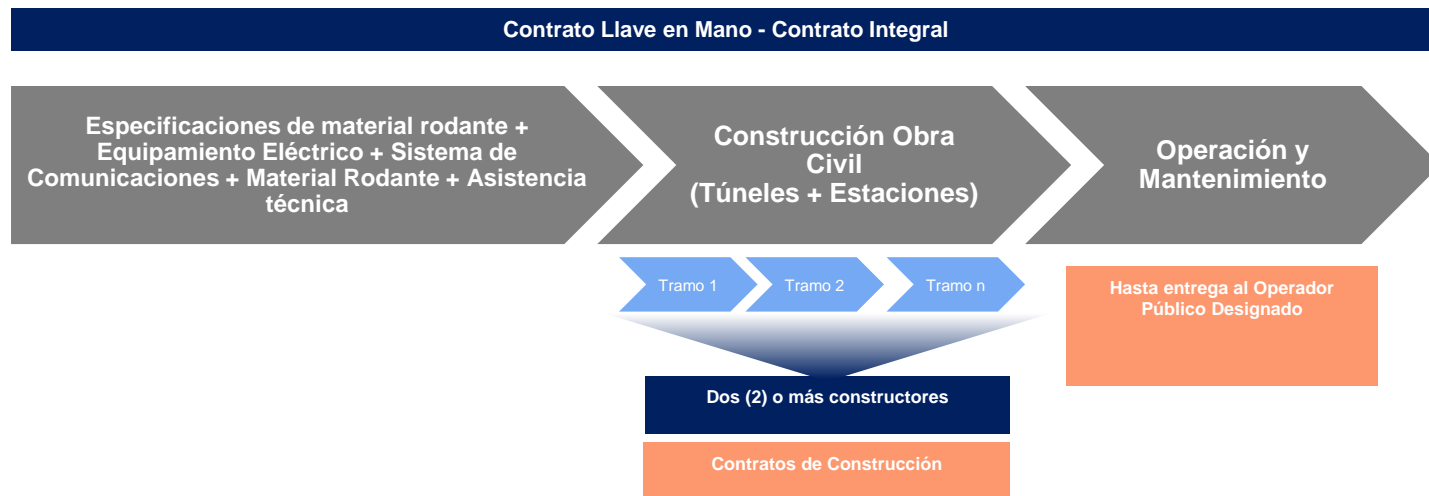 Contrato Llave en Mano - Contrato Integral
Especificaciones de material rodante +
Equipamiento Eléctrico + Sistema de
Comunicaciones + Material Rodante + Asistencia
técnica
Construcción Obra
Civil
(Túneles + Estaciones)
Operación y
Mantenimiento
Tramo 1
Tramo 2
Tramo n
Hasta entrega al Operador
Público Designado
Dos (2) o más constructores
Contratos de Construcción